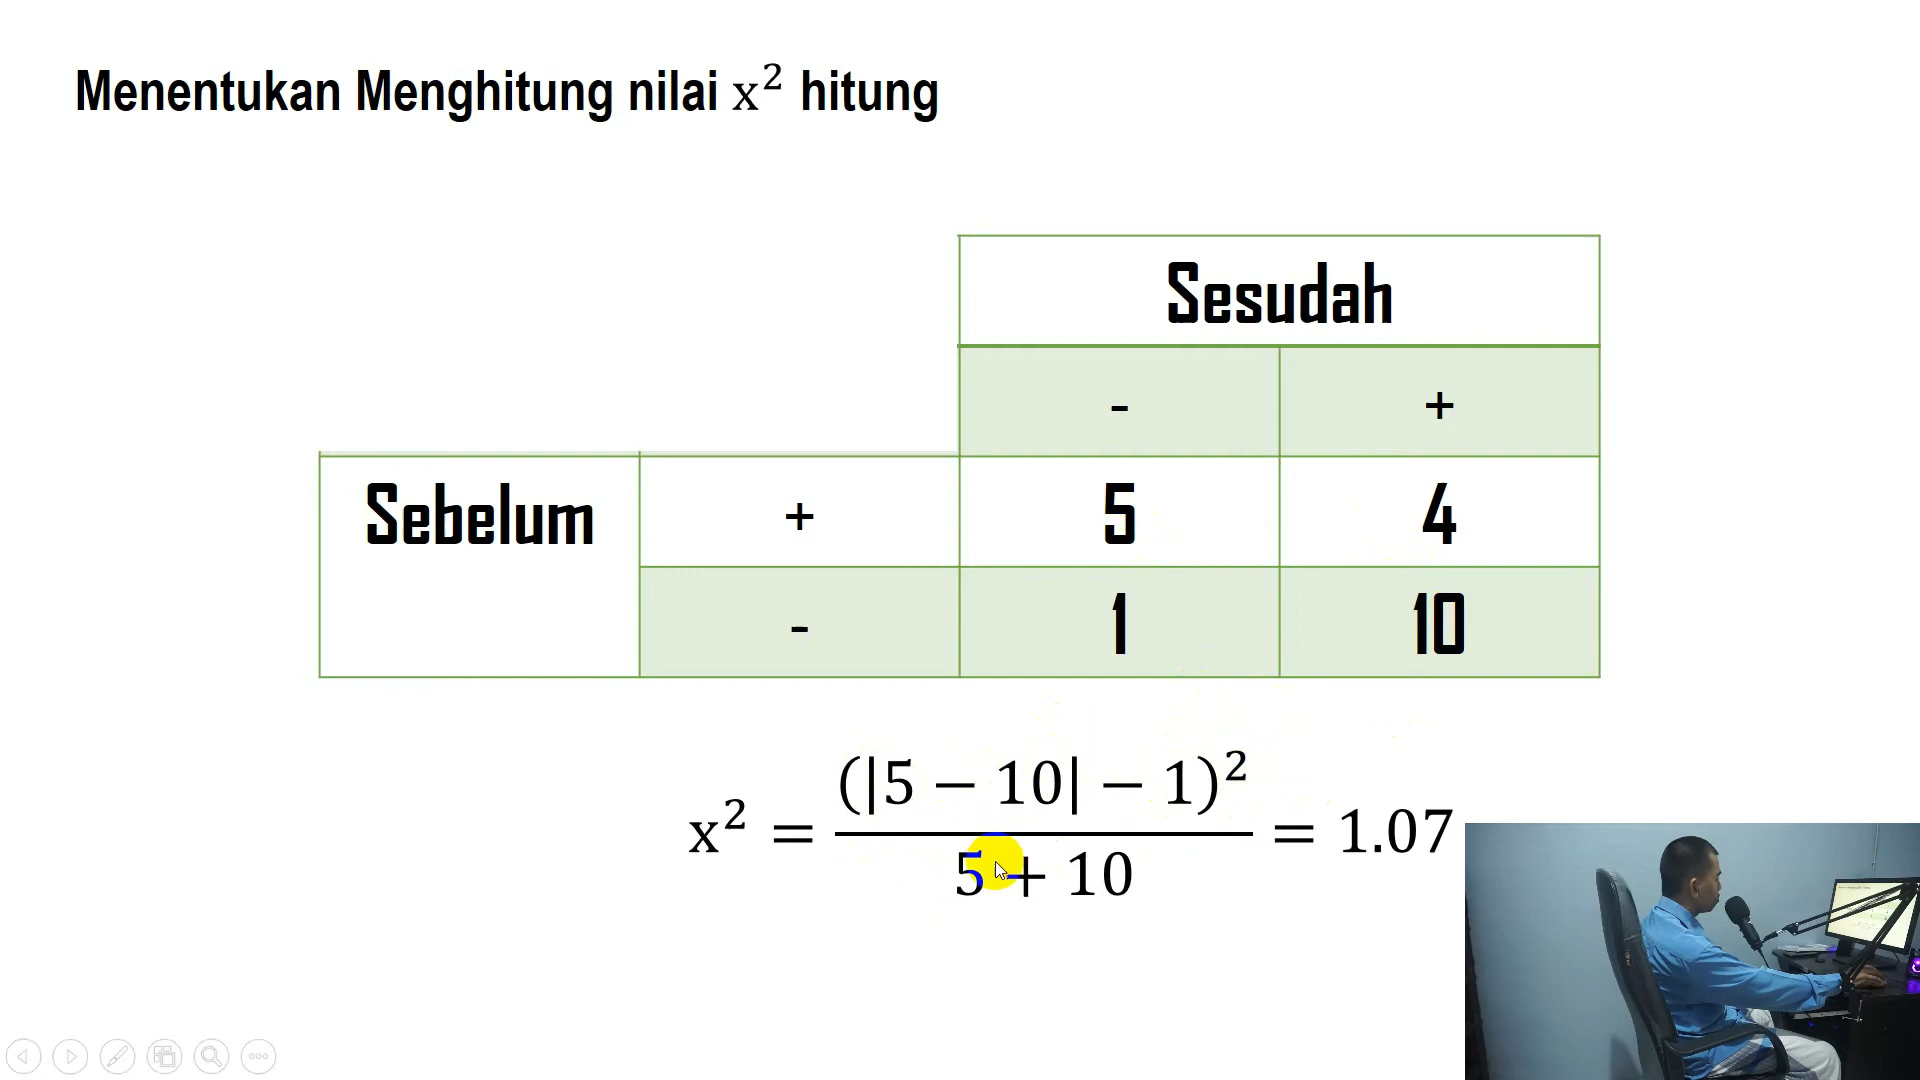 Menentukan Menghitung nilai x² hitung
Sesudah
- +
Sebelum + 5 4
- 1 10
x² = (|5 − 10| − 1)² / 5 + 10 = 1.07